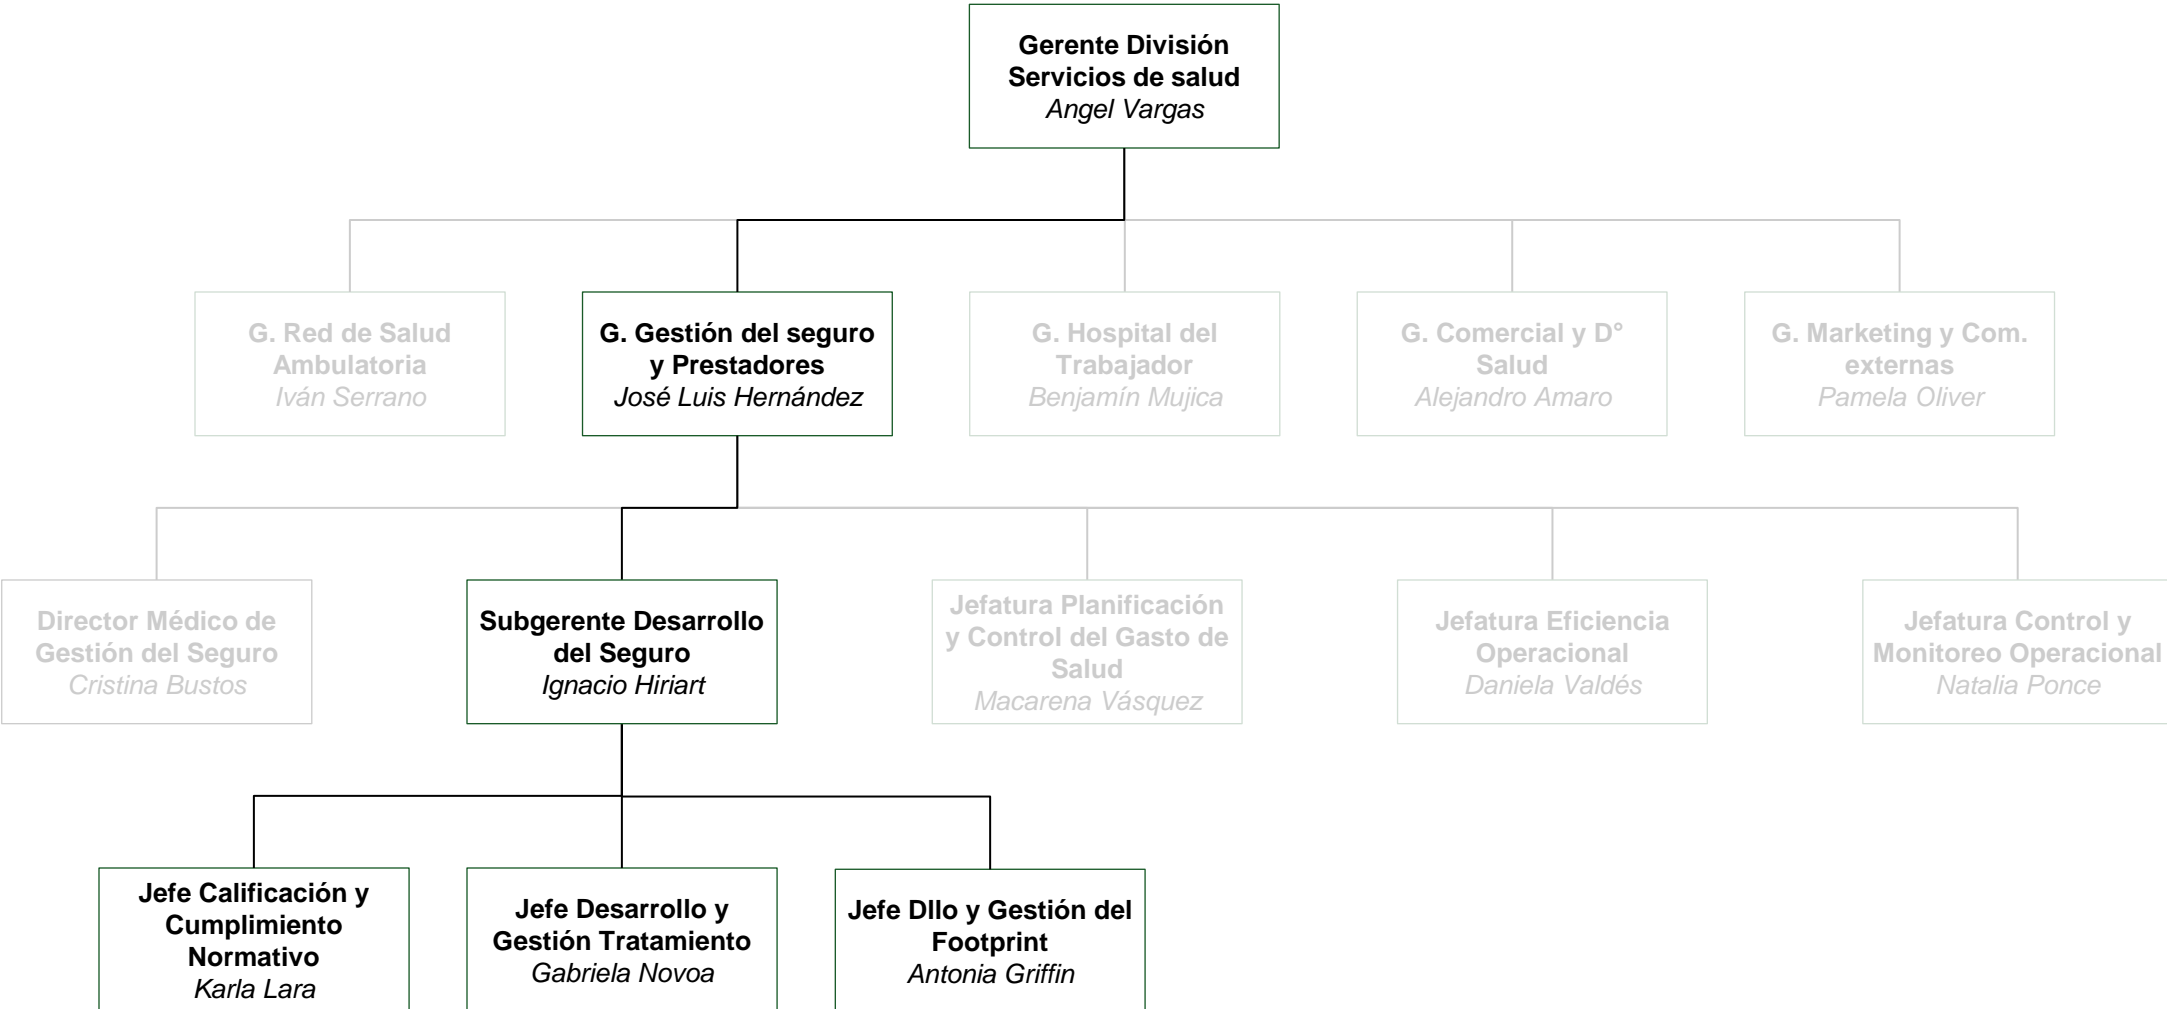 Gerente División
Servicios de salud
Angel Vargas
G. Red de Salud
Ambulatoria
Iván Serrano
G. Gestión del seguro
y Prestadores
José Luis Hernández
G. Hospital del
Trabajador
Benjamín Mujica
G. Comercial y D°
Salud
Alejandro Amaro
G. Marketing y Com.
externas
Pamela Oliver
Director Médico de
Gestión del Seguro
Cristina Bustos
Subgerente Desarrollo
del Seguro
Ignacio Hiriart
Jefatura Planificación
y Control del Gasto de
Salud
Macarena Vásquez
Jefatura Eficiencia
Operacional
Daniela Valdés
Jefatura Control y
Monitoreo Operacional
Natalia Ponce
Jefe Calificación y
Cumplimiento
Normativo
Karla Lara
Jefe Desarrollo y
Gestión Tratamiento
Gabriela Novoa
Jefe Dllo y Gestión del
Footprint
Antonia Griffin